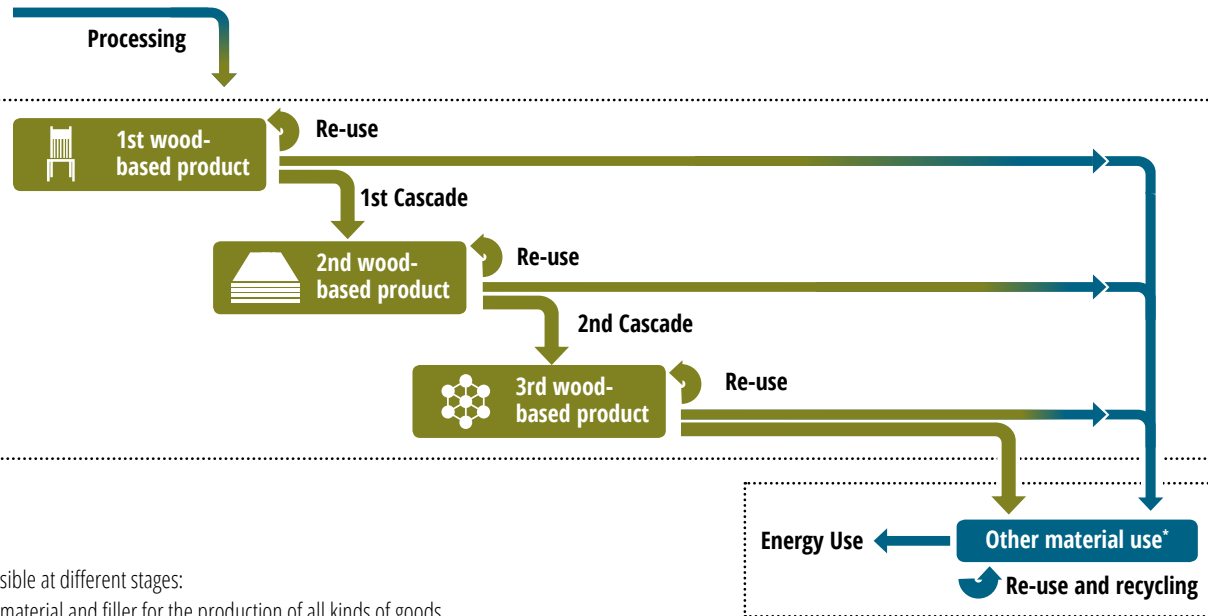 Processing
1st wood-
based product
Re-use
1st Cascade
2nd wood-
based product
Re-use
2nd Cascade
3rd wood-
based product
Re-use
Energy Use
Other material use*
Re-use and recycling
sible at different stages:
material and filler for the production of all kinds of goods